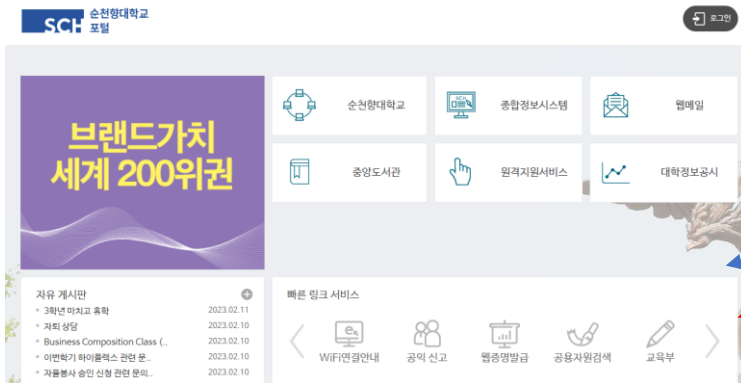 SCH 순천향대학교
포털
로그인
브랜드가치
세계 200위권
순천향대학교
종합정보시스템
웹메일
중앙도서관
원격지원서비스
대학정보공시
자유 게시판
3학년 마치고 휴학 2023.02.11
자퇴 상담 2023.02.10
Business Composition Class (.. 2023.02.10
이번학기 하이플렉스 관련 문.. 2023.02.10
자율봉사 승인 신청 관련 문의... 2023.02.10
빠른 링크 서비스
WiFi연결안내
공익 신고
웹증명발급
공용자원검색
교육부